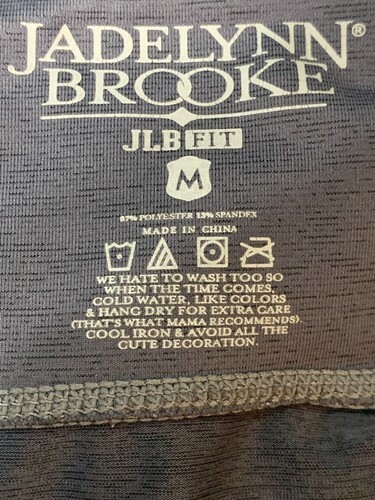 JADELYNN®
BROOKE
JLB FIT
M
87% POLYESTER 13% SPANDEX
MADE IN CHINA
WE HATE TO WASH TOO SO
WHEN THE TIME COMES,
COLD WATER, LIKE COLORS
& HANG DRY FOR EXTRA CARE
(THAT'S WHAT MAMA RECOMMENDS).
COOL IRON & AVOID ALL THE
CUTE DECORATION.